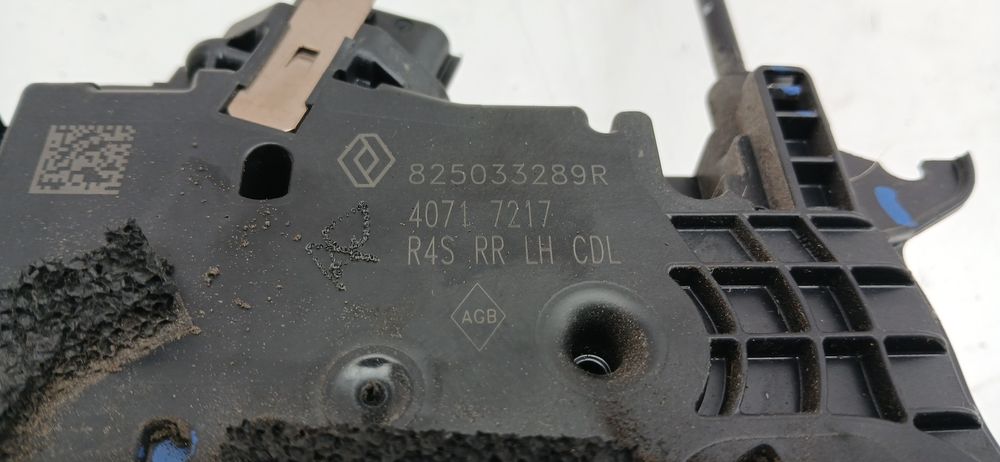 825033289R
4071 7217
R4S RR LH CDL
AGB